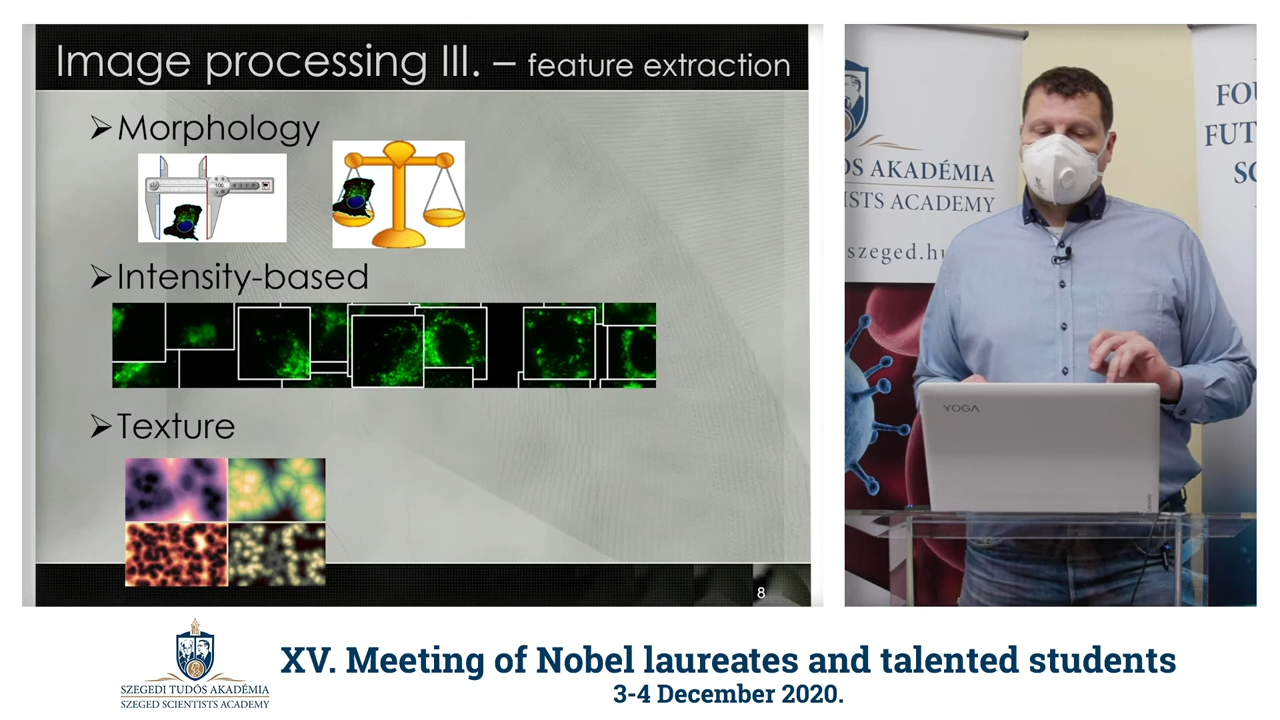 Image processing III. – feature extraction
➢Morphology
➢Intensity-based
➢Texture
8
FOU
FUT
SC
OS AKADÉMIA
ISTS ACADEMY
szeged.hu
YOGA
SZEGEDI TUDÓS AKADÉMIA
SZEGED SCIENTISTS ACADEMY
XV. Meeting of Nobel laureates and talented students
3-4 December 2020.